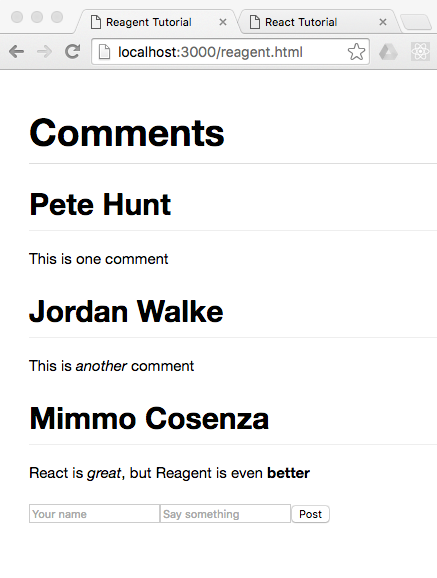 Reagent Tutorial
React Tutorial
localhost:3000/reagent.html
Comments
Pete Hunt
This is one comment
Jordan Walke
This is another comment
Mimmo Cosenza
React is great, but Reagent is even better
Your name Say something Post